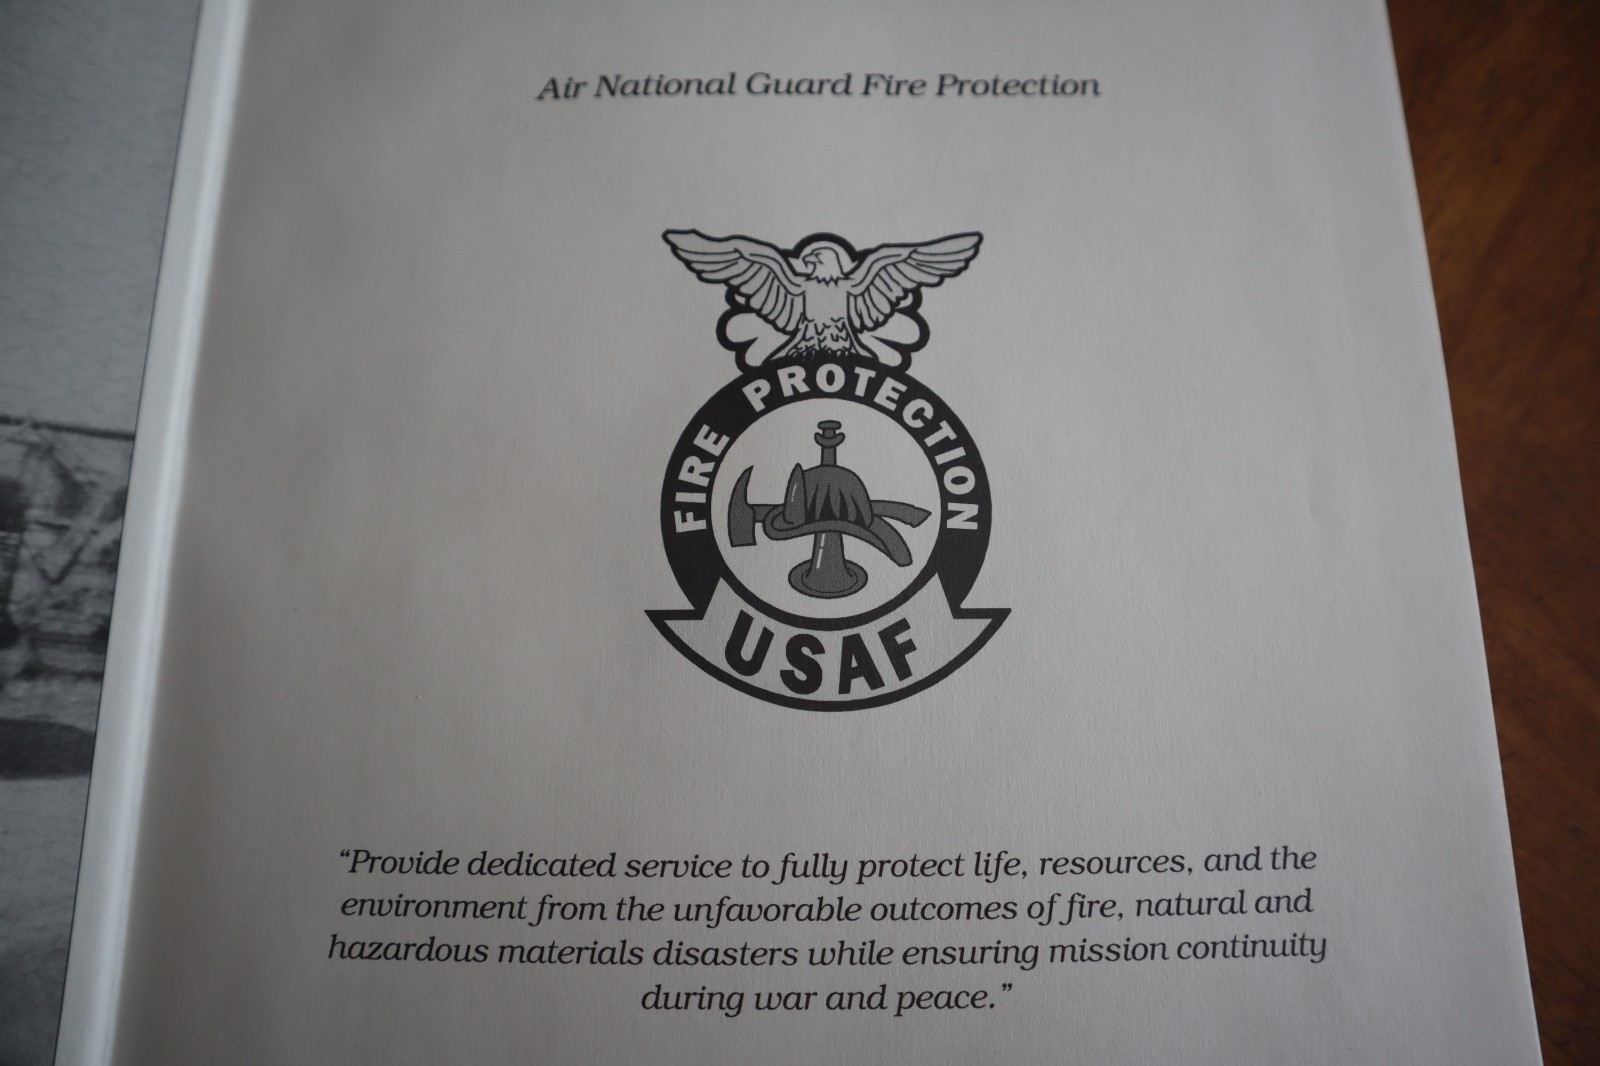 Air National Guard Fire Protection
FIRE PROTECTION
USAF
“Provide dedicated service to fully protect life, resources, and the
environment from the unfavorable outcomes of fire, natural and
hazardous materials disasters while ensuring mission continuity
during war and peace.”